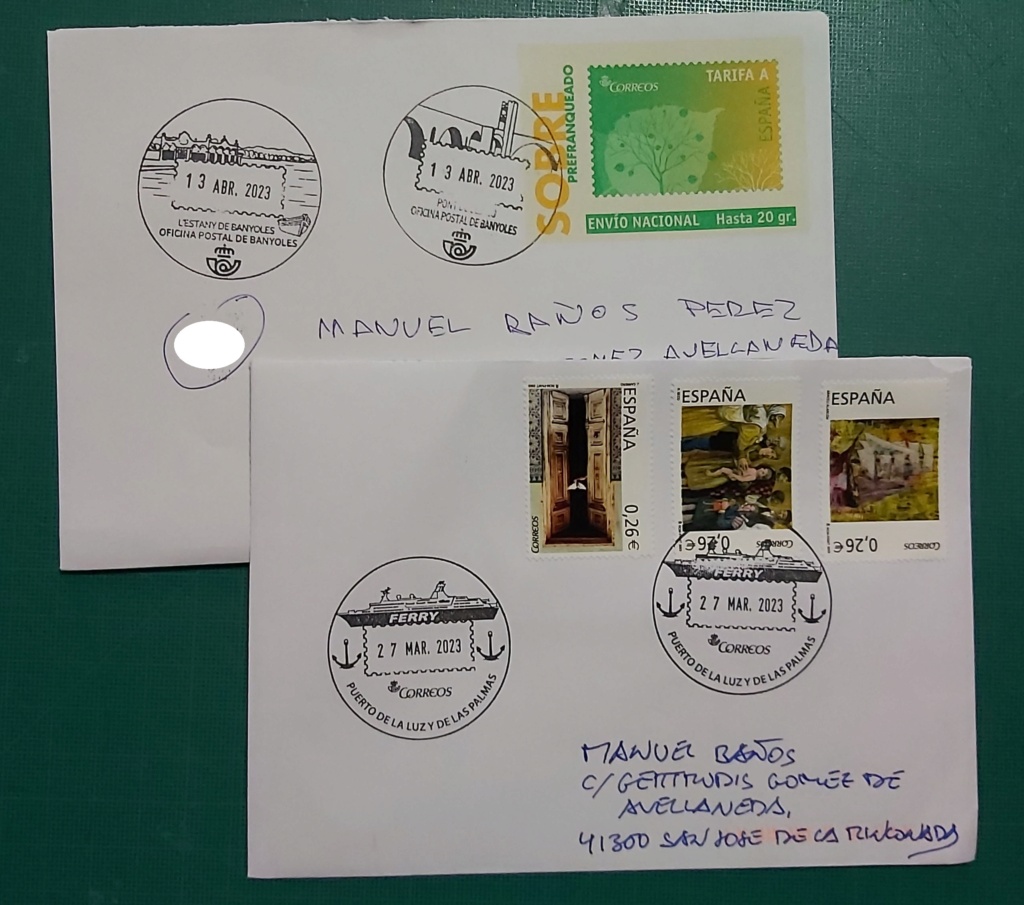 SOBRE
PREFRANQUEADO
CORREOS
TARIFA A
ESPAÑA
ENVÍO NACIONAL Hasta 20 gr.
13 ABR. 2023
L'ESTANY DE BANYOLES
OFICINA POSTAL DE BANYOLES
13 ABR. 2023
OFICINA POSTAL DE BANYOLES
MANUEL BAÑOS PEREZ
AVELLANEDA
ESPAÑA
0,26 €
CORREOS
ESPAÑA
0,26 €
CORREOS
ESPAÑA
0,26 €
CORREOS
FERRY
27 MAR. 2023
CORREOS
PUERTO DE LA LUZ Y DE LAS PALMAS
FERRY
27 MAR. 2023
CORREOS
PUERTO DE LA LUZ Y DE LAS PALMAS
MANUEL BAÑOS
C/ GERTRUDIS GOMEZ DE
AVELLANEDA,
41300 SAN JOSE DE LA RINCONADA